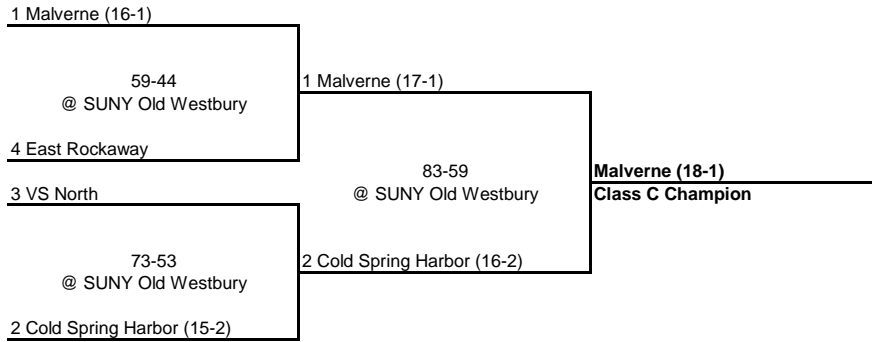 1 Malverne (16-1)
59-44
@ SUNY Old Westbury
1 Malverne (17-1)
4 East Rockaway
83-59
@ SUNY Old Westbury
Malverne (18-1)
Class C Champion
3 VS North
73-53
@ SUNY Old Westbury
2 Cold Spring Harbor (16-2)
2 Cold Spring Harbor (15-2)